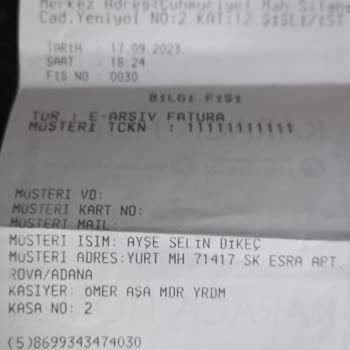 Merkez Adres:Cumhuriyet Mah Silahş
Cad.Yeniyol NO:2 KAT:12 ŞİŞLİ/İST
TARİH : 17.09.2023
SAAT : 18:24
FİŞ NO : 0030
BİLGİ FİŞİ
TÜR : E-ARŞİV FATURA
MÜŞTERİ TCKN : 11111111111
MÜŞTERİ VD:
MÜŞTERİ KART NO:
MÜŞTERİ MAİL:
MÜŞTERİ İSİM: AYŞE SELİN DİKEÇ
MÜŞTERİ ADRES:YURT MH 71417 SK ESRA APT.
ROVA/ADANA
KASİYER: ÖMER AŞA MDR YRDM
KASA NO: 2
(5)8699343474030